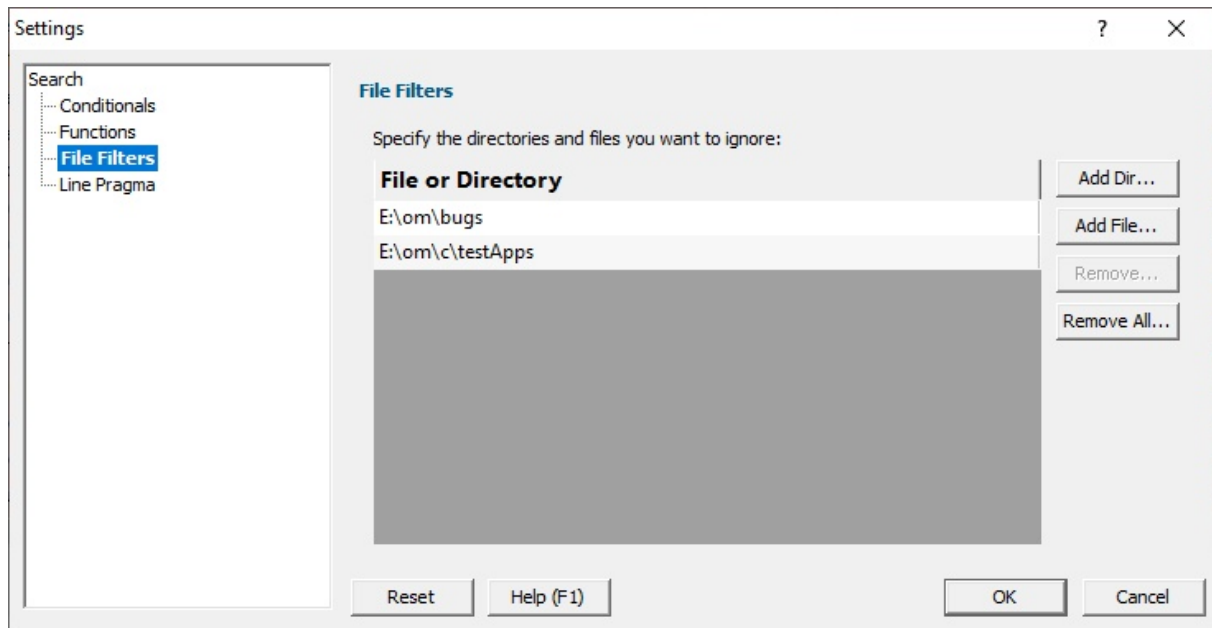 Settings
?
Search
Conditionals
Functions
File Filters
Line Pragma
File Filters
Specify the directories and files you want to ignore:
File or Directory
E:\om\bugs
E:\om\c\testApps
Add Dir...
Add File...
Remove...
Remove All...
Reset
Help (F1)
OK
Cancel